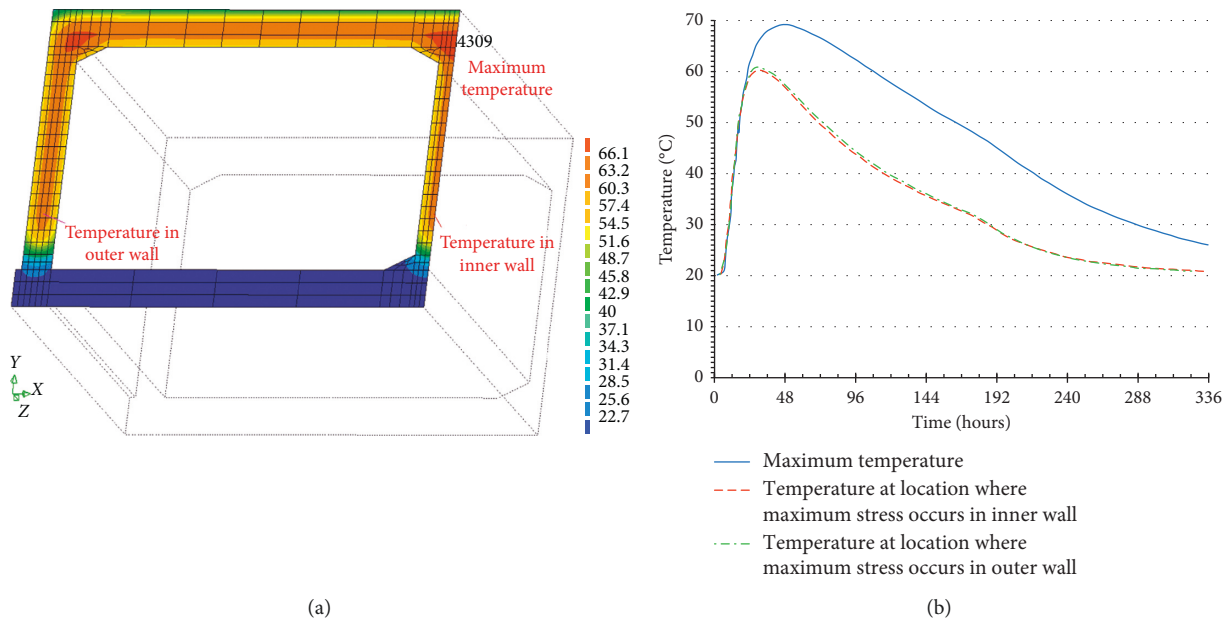 4309
Maximum
temperature
Temperature in
outer wall
Temperature in
inner wall
66.1
63.2
60.3
57.4
54.5
51.6
48.7
45.8
42.9
40
37.1
34.3
31.4
28.5
25.6
22.7
Y
X
Z
(a)
Temperature (°C)
70
60
50
40
30
20
10
0
0 48 96 144 192 240 288 336
Time (hours)
Maximum temperature
Temperature at location where
maximum stress occurs in inner wall
Temperature at location where
maximum stress occurs in outer wall
(b)